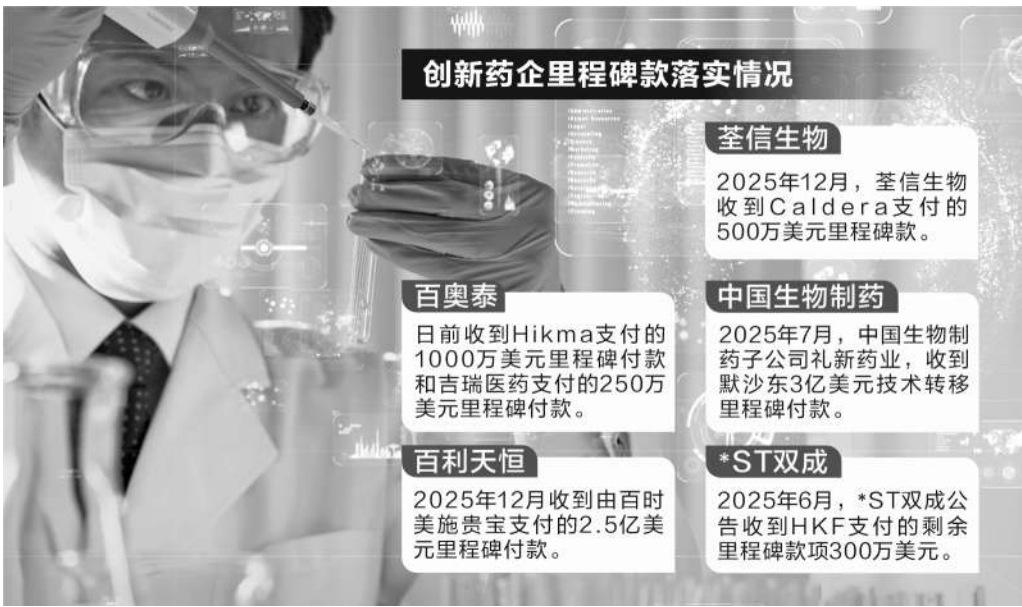 创新药企里程碑款落实情况
荃信生物
2025年12月，荃信生物
收到Caldera支付的
500万美元里程碑款。
百奥泰
日前收到Hikma支付的
1000万美元里程碑付款
和吉瑞医药支付的250万
美元里程碑付款。
中国生物制药
2025年7月，中国生物制
药子公司礼新药业，收到
默沙东3亿美元技术转移
里程碑付款。
百利天恒
2025年12月收到由百时
美施贵宝支付的2.5亿美
元里程碑付款。
*ST双成
2025年6月，*ST双成公
告收到HKF支付的剩余
里程碑款项300万美元。